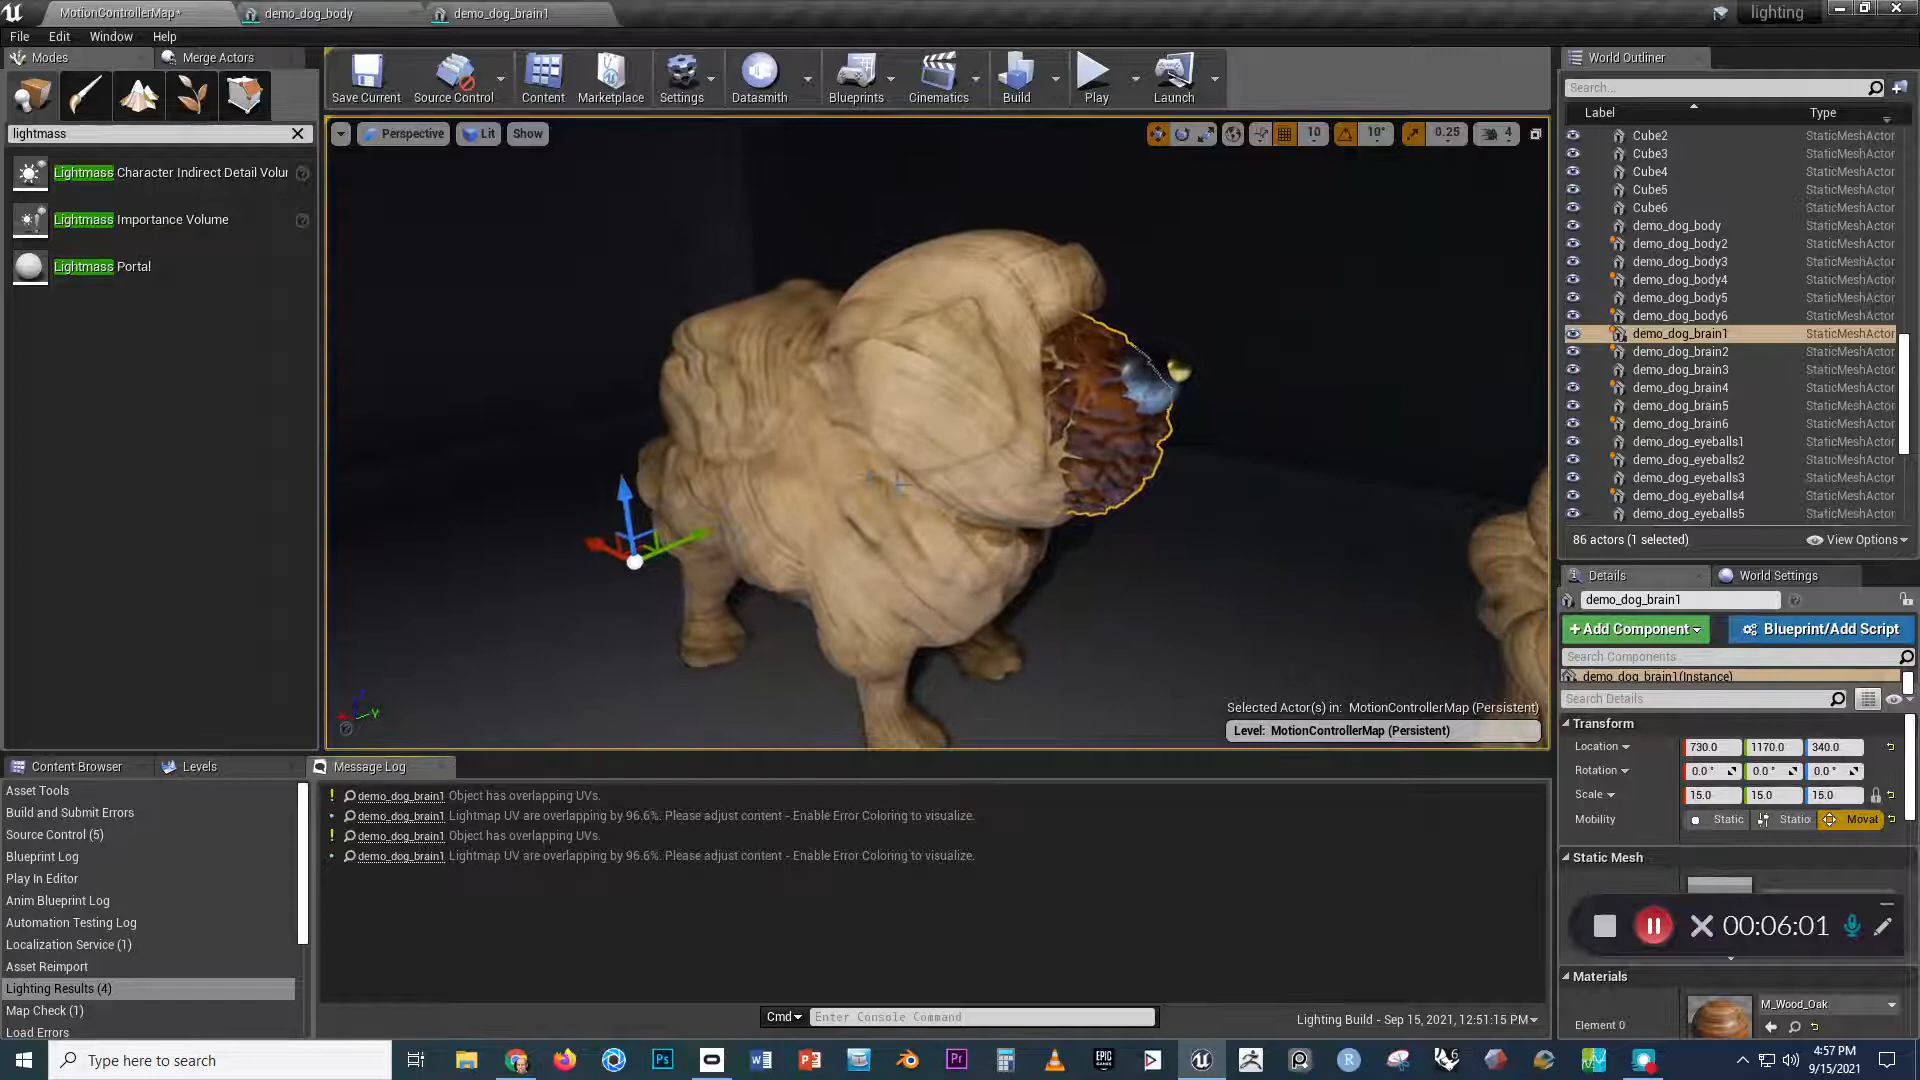 MotionControllerMap*
demo_dog_body
demo_dog_brain1
lighting
File Edit Window Help
Modes
Merge Actors
lightmass
Lightmass Character Indirect Detail Volur
Lightmass Importance Volume
Lightmass Portal
Save Current
Source Control
Content
Marketplace
Settings
Datasmith
Blueprints
Cinematics
Build
Play
Launch
Perspective
Lit
Show
10
10°
0.25
4
Selected Actor(s) in: MotionControllerMap (Persistent)
Level: MotionControllerMap (Persistent)
World Outliner
Search...
Label Type
Cube2 StaticMeshActor
Cube3 StaticMeshActor
Cube4 StaticMeshActor
Cube5 StaticMeshActor
Cube6 StaticMeshActor
demo_dog_body StaticMeshActor
demo_dog_body2 StaticMeshActor
demo_dog_body3 StaticMeshActor
demo_dog_body4 StaticMeshActor
demo_dog_body5 StaticMeshActor
demo_dog_body6 StaticMeshActor
demo_dog_brain1 StaticMeshActor
demo_dog_brain2 StaticMeshActor
demo_dog_brain3 StaticMeshActor
demo_dog_brain4 StaticMeshActor
demo_dog_brain5 StaticMeshActor
demo_dog_brain6 StaticMeshActor
demo_dog_eyeballs1 StaticMeshActor
demo_dog_eyeballs2 StaticMeshActor
demo_dog_eyeballs3 StaticMeshActor
demo_dog_eyeballs4 StaticMeshActor
demo_dog_eyeballs5 StaticMeshActor
86 actors (1 selected)
View Options
Details
World Settings
demo_dog_brain1
+Add Component
Blueprint/Add Script
Search Components
demo_dog_brain1(Instance)
Search Details
Transform
Location 730.0 1170.0 340.0
Rotation 0.0° 0.0° 0.0°
Scale 15.0 15.0 15.0
Mobility Static Statio Moval
Static Mesh
00:06:01
Materials
M_Wood_Oak
Element 0
Content Browser
Levels
Message Log
Asset Tools
Build and Submit Errors
Source Control (5)
Blueprint Log
Play In Editor
Anim Blueprint Log
Automation Testing Log
Localization Service (1)
Asset Reimport
Lighting Results (4)
Map Check (1)
Load Errors
demo_dog_brain1 Object has overlapping UVs.
demo_dog_brain1 Lightmap UV are overlapping by 96.6%. Please adjust content - Enable Error Coloring to visualize.
demo_dog_brain1 Object has overlapping UVs.
demo_dog_brain1 Lightmap UV are overlapping by 96.6%. Please adjust content - Enable Error Coloring to visualize.
Cmd
Enter Console Command
Lighting Build - Sep 15, 2021, 12:51:15 PM
Type here to search
4:57 PM
9/15/2021